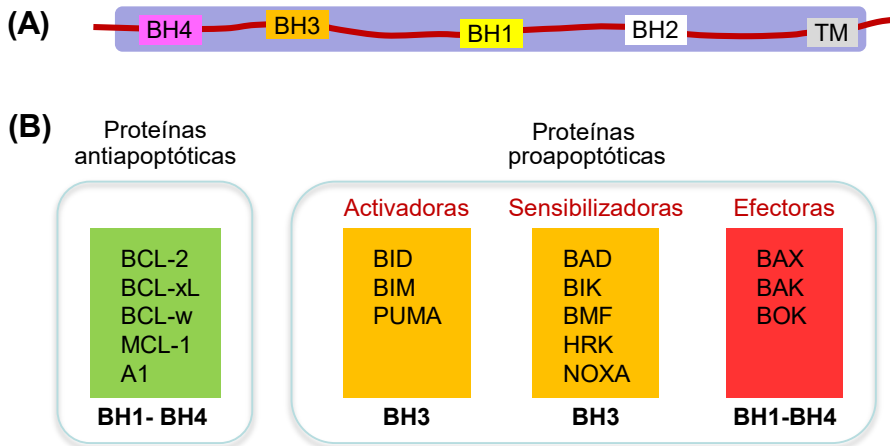 (A)
BH4 BH3 BH1 BH2 TM
(B)
Proteínas
antiapoptóticas
BCL-2
BCL-xL
BCL-w
MCL-1
A1
BH1- BH4
Proteínas
proapoptóticas
Activadoras
BID
BIM
PUMA
BH3
Sensibilizadoras
BAD
BIK
BMF
HRK
NOXA
BH3
Efectoras
BAX
BAK
BOK
BH1-BH4